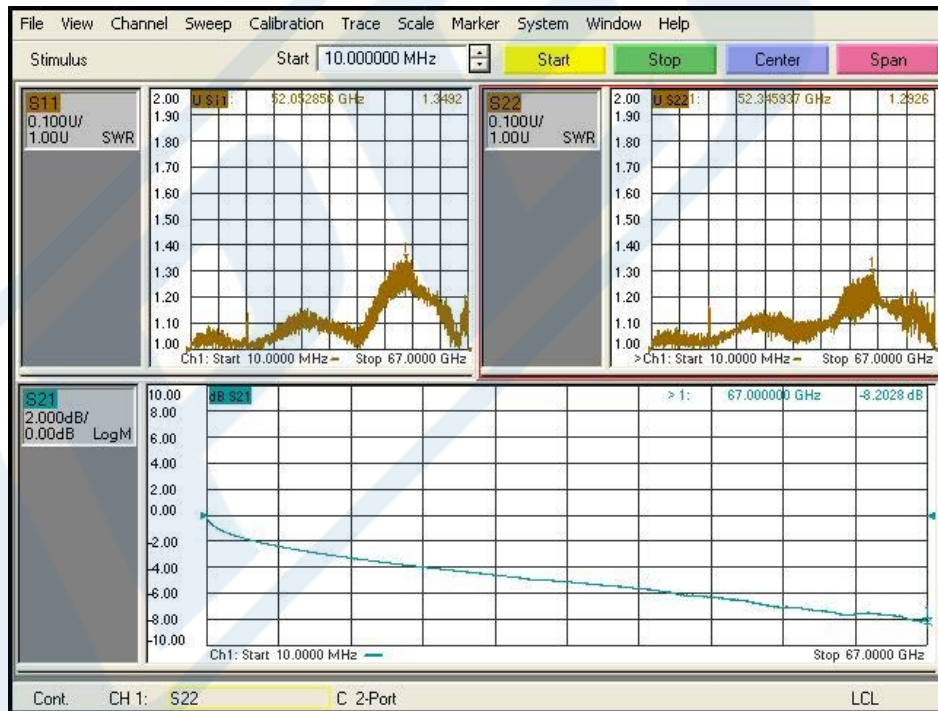 File View Channel Sweep Calibration Trace Scale Marker System Window Help
Stimulus Start 10.000000 MHz Start Stop Center Span
S11
0.100U/
1.00U SWR
2.00
1.90
1.80
1.70
1.60
1.50
1.40
1.30
1.20
1.10
1.00
U S11 1: 52.052856 GHz 1.3492
1
Ch1: Start 10.0000 MHz Stop 67.0000 GHz
S22
0.100U/
1.00U SWR
2.00
1.90
1.80
1.70
1.60
1.50
1.40
1.30
1.20
1.10
1.00
U S22 1: 52.345937 GHz 1.2926
1
>Ch1: Start 10.0000 MHz Stop 67.0000 GHz
S21
2.000dB/
0.00dB LogM
10.00
8.00
6.00
4.00
2.00
0.00
-2.00
-4.00
-6.00
-8.00
-10.00
dB S21 > 1: 67.000000 GHz -8.2028 dB
Ch1: Start 10.0000 MHz Stop 67.0000 GHz
Cont. CH 1: S22 C 2-Port LCL